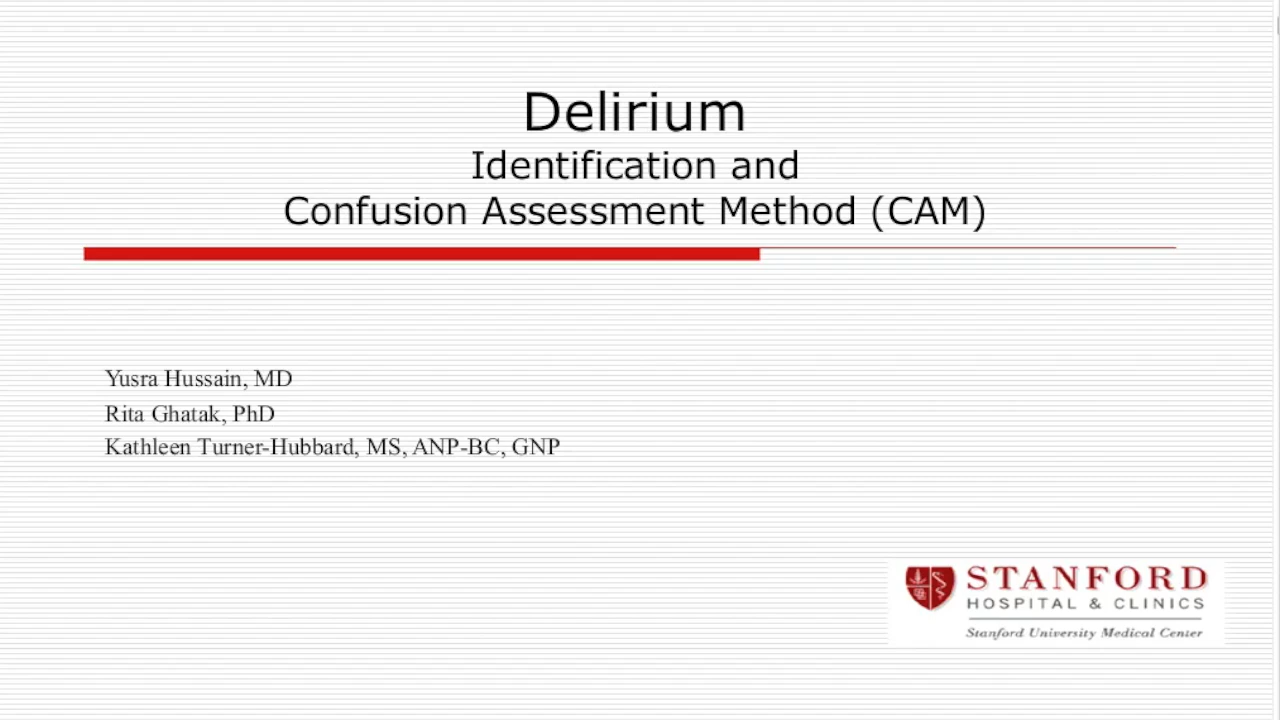 Delirium
Identification and
Confusion Assessment Method (CAM)
Yusra Hussain, MD
Rita Ghatak, PhD
Kathleen Turner-Hubbard, MS, ANP-BC, GNP
STANFORD
HOSPITAL & CLINICS
Stanford University Medical Center